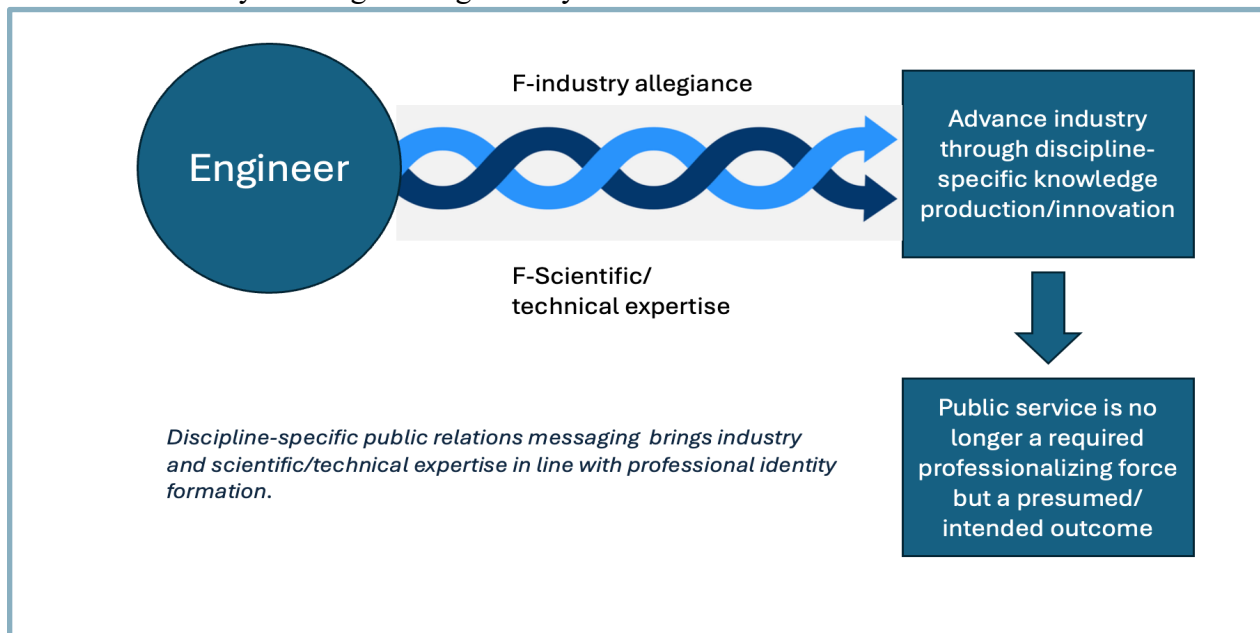 F-industry allegiance
Engineer
Advance industry
through discipline-
specific knowledge
production/innovation
F-Scientific/
technical expertise
Public service is no
longer a required
professionalizing force
but a presumed/
intended outcome
Discipline-specific public relations messaging brings industry
and scientific/technical expertise in line with professional identity
formation.